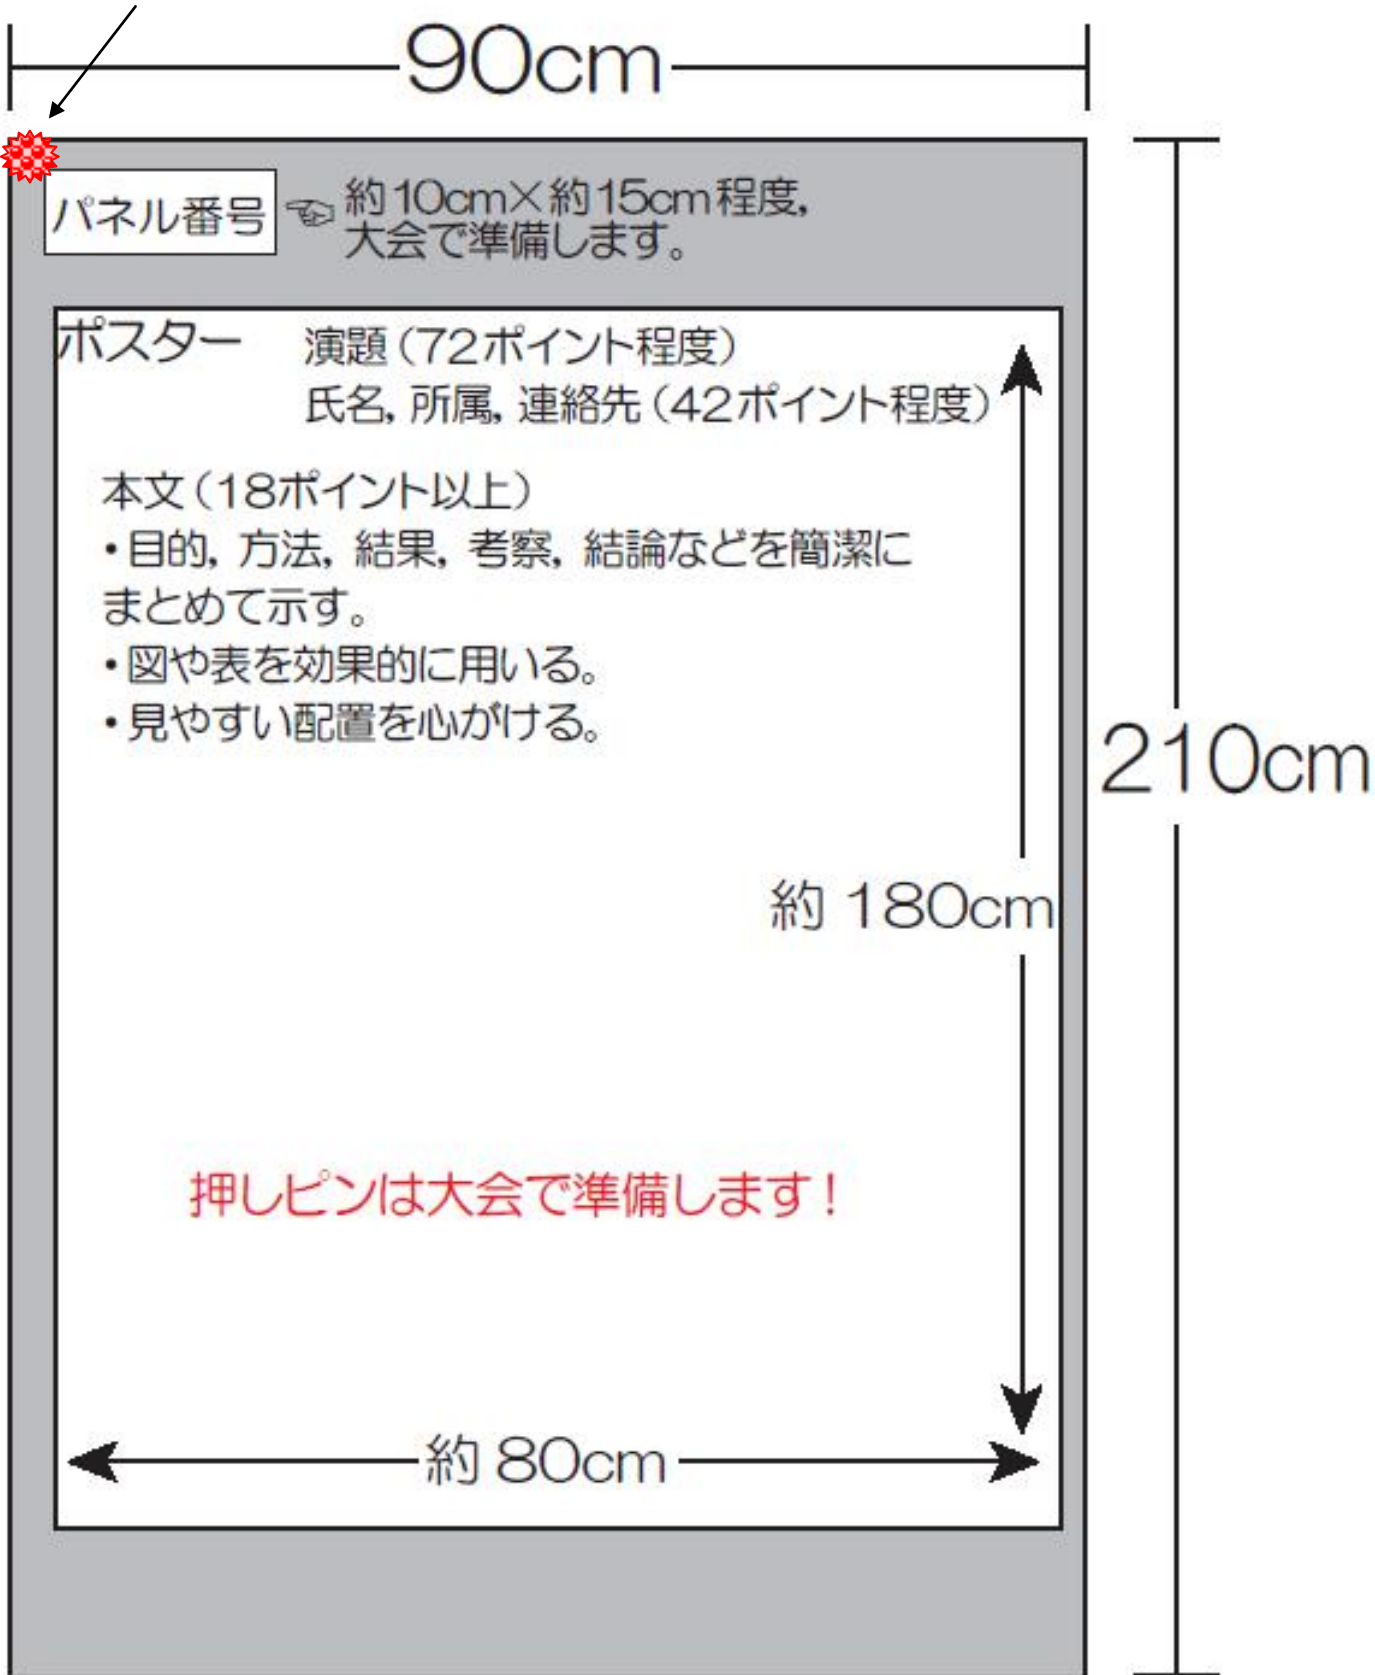 90cm
パネル番号
☜ 約10cm×約15cm程度,
大会で準備します。
ポスター 演題（72ポイント程度）
氏名, 所属, 連絡先（42ポイント程度）
本文（18ポイント以上）
・目的, 方法, 結果, 考察, 結論などを簡潔に
まとめて示す。
・図や表を効果的に用いる。
・見やすい配置を心がける。
210cm
約 180cm
押しピンは大会で準備します！
約 80cm